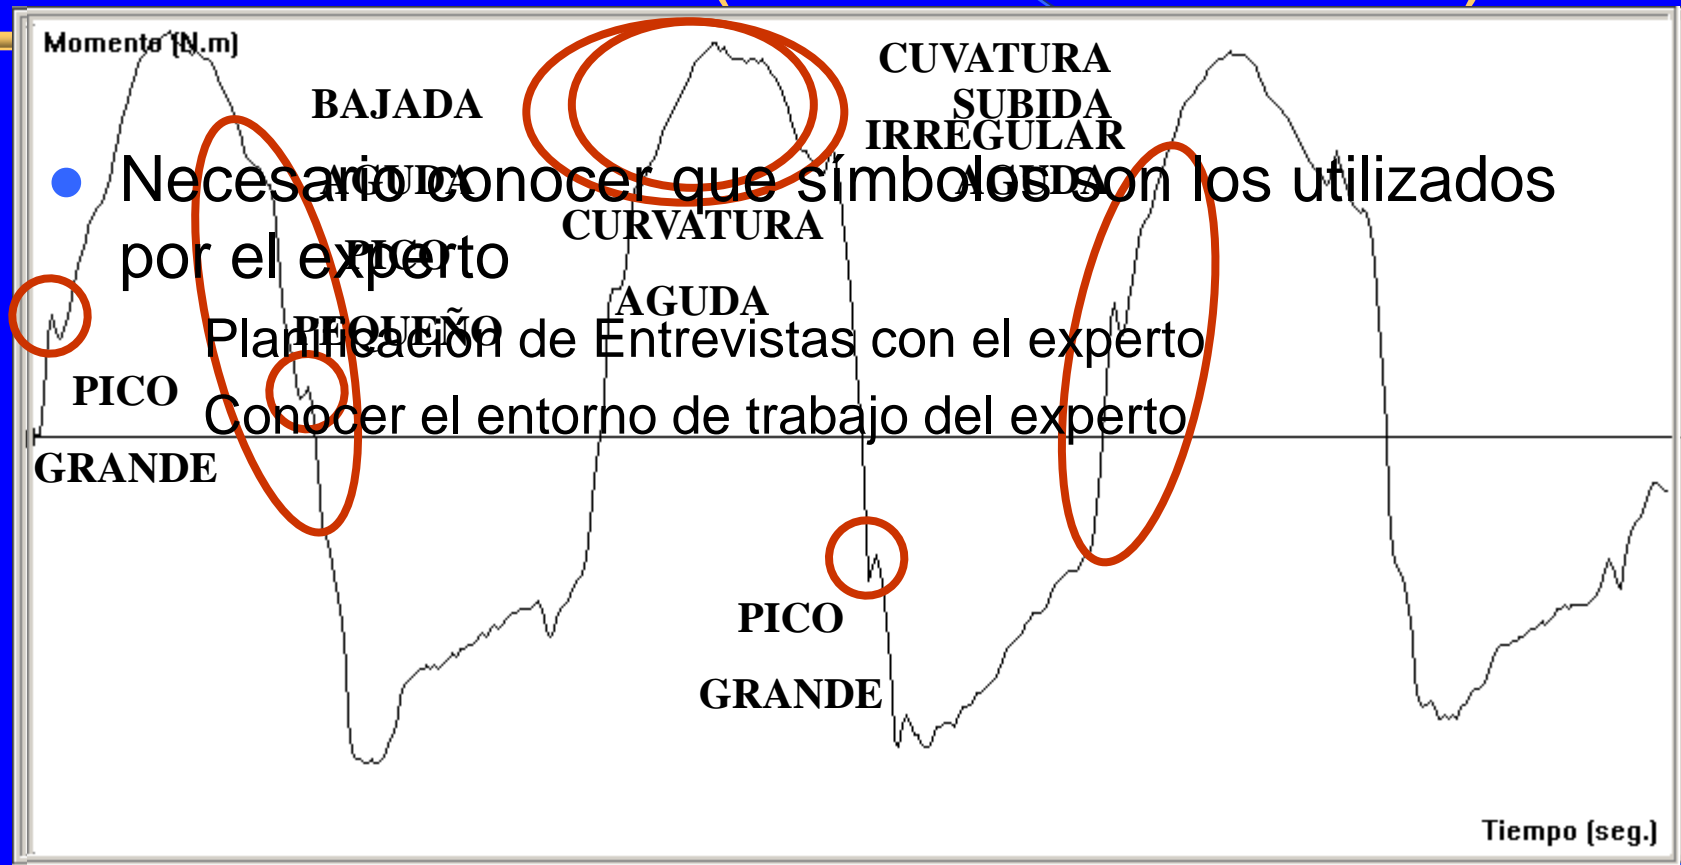 Momento (N.m)
CUVATURA
BAJADA
SUBIDA
IRREGULAR
Necesario conocer que símbolos son los utilizados
AGUDA
AGUDA
CURVATURA
por el experto
PICO
AGUDA
PEQUEÑO
Planificación de Entrevistas con el experto
PICO
Conocer el entorno de trabajo del experto
GRANDE
PICO
GRANDE
Tiempo (seg.)